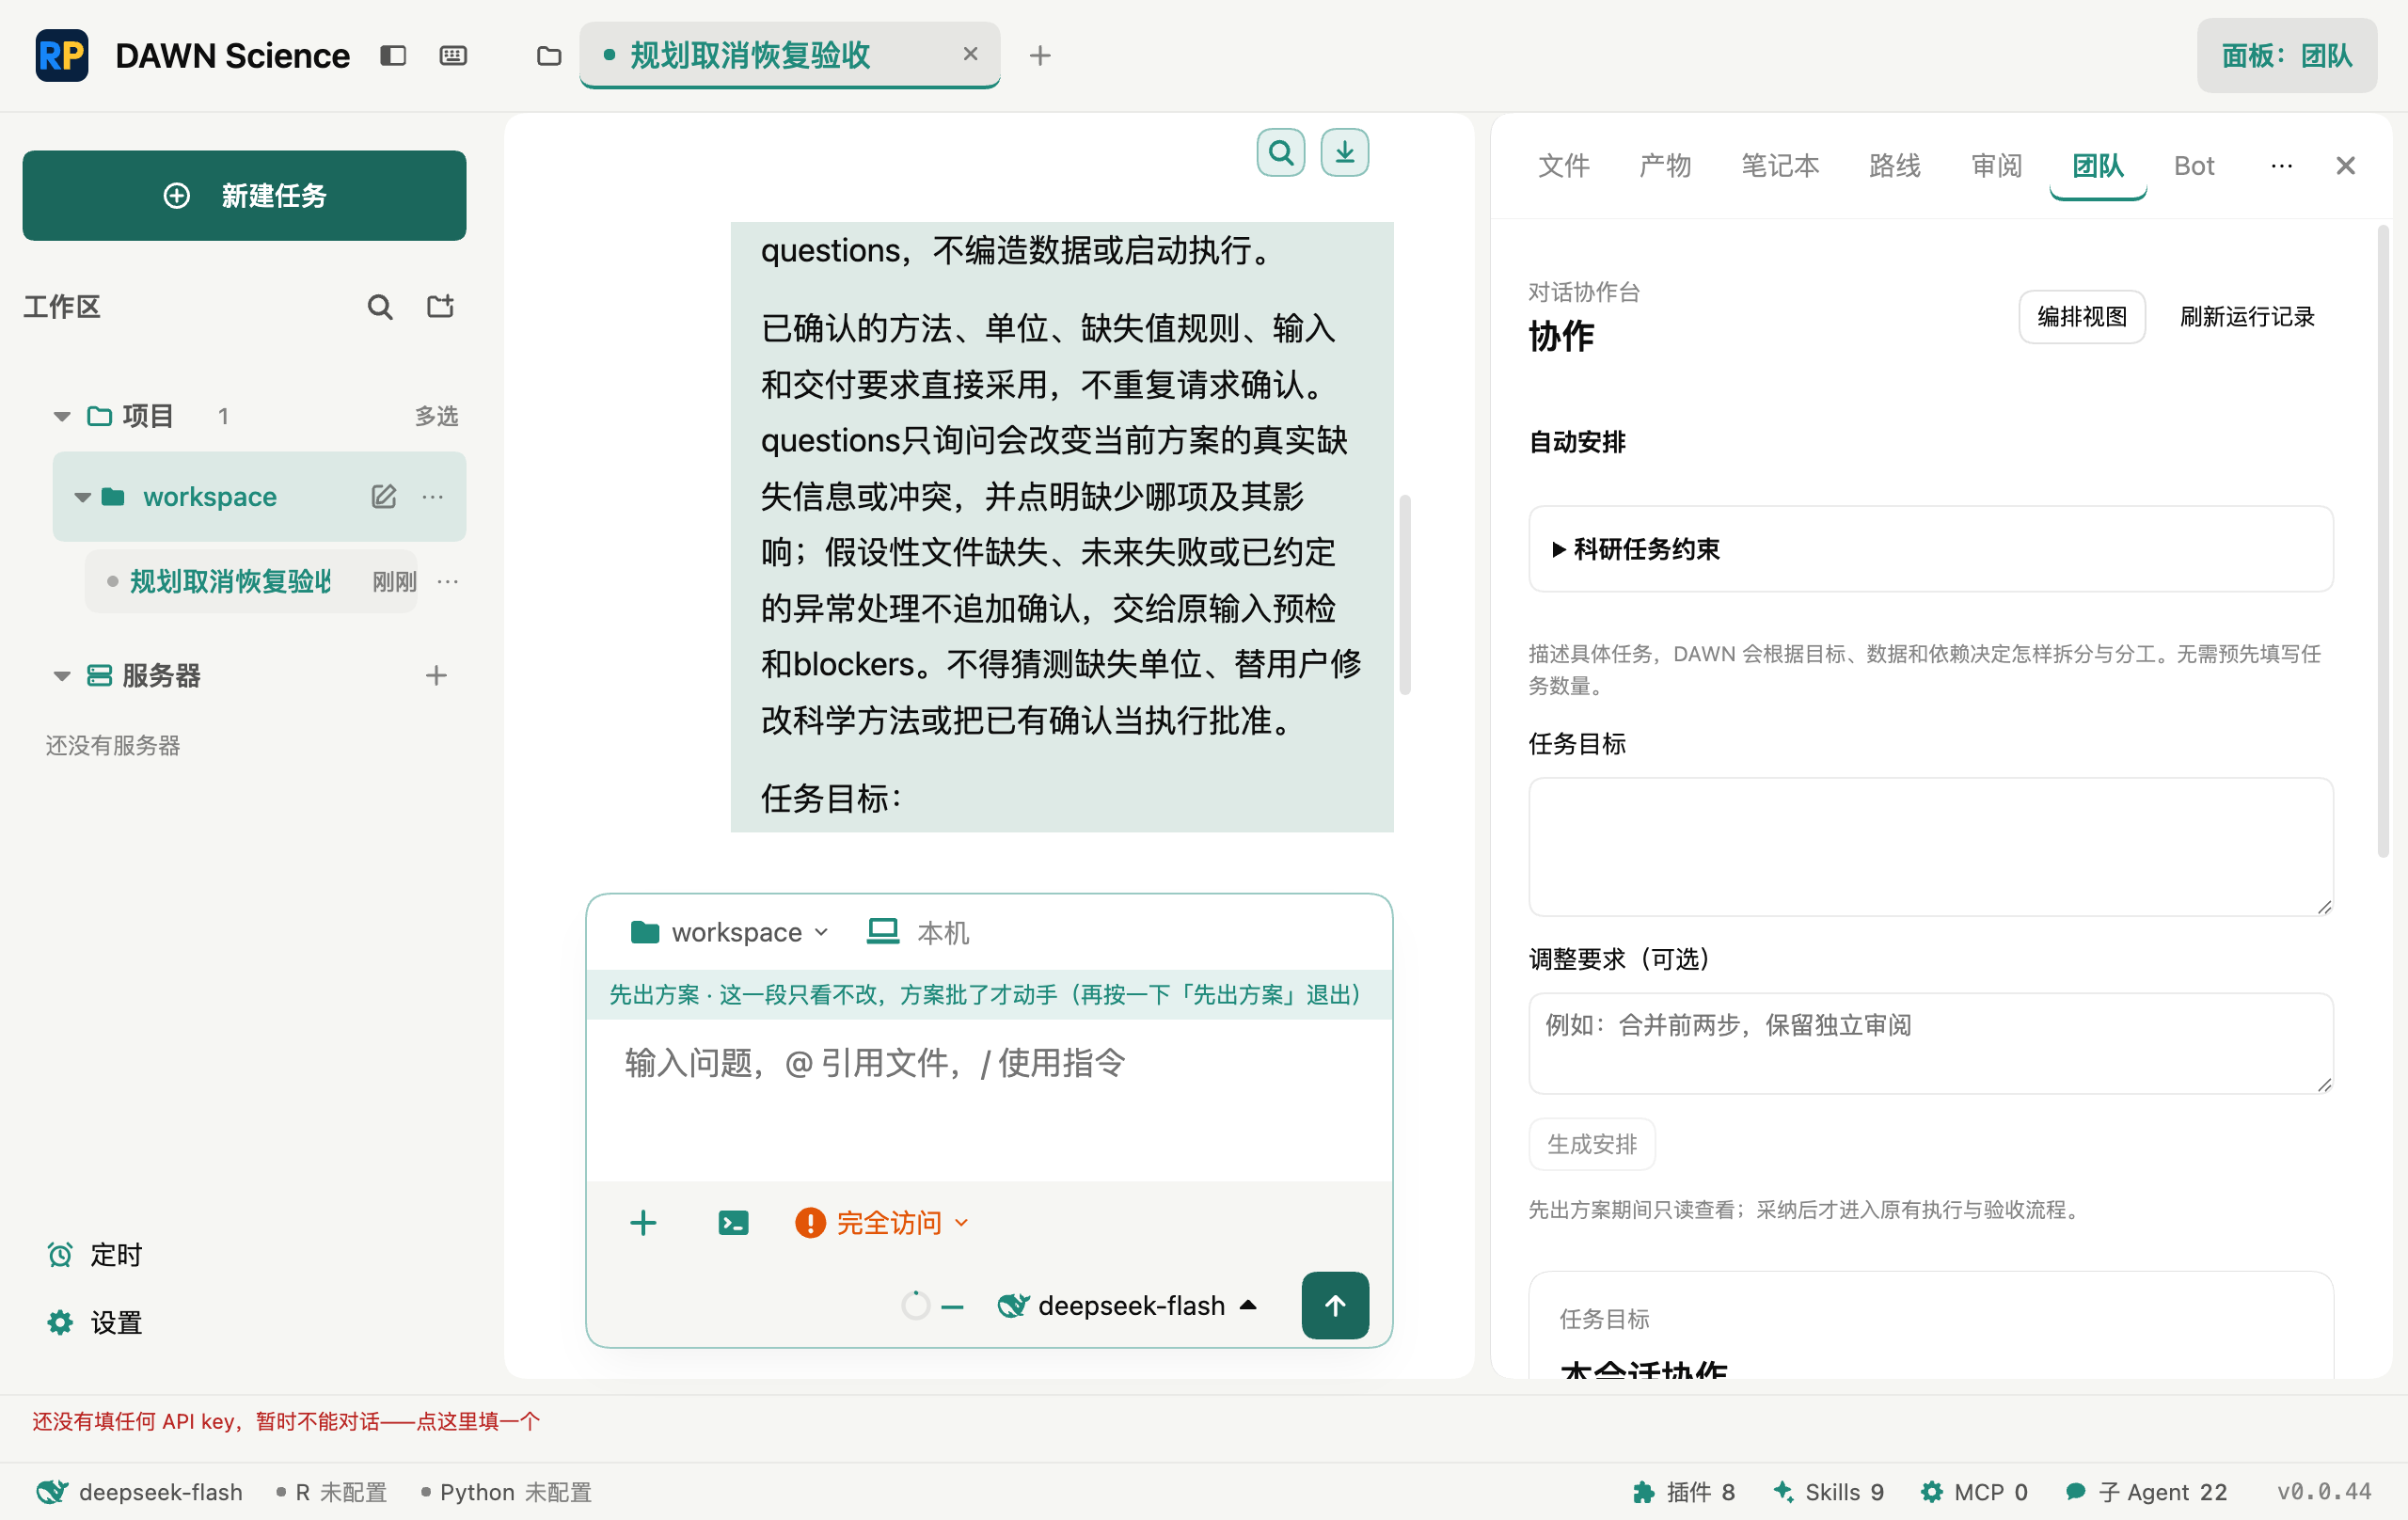 RP DAWN Science
规划取消恢复验收
面板：团队
新建任务
工作区
项目 1 多选
workspace
规划取消恢复验收 刚刚
服务器
还没有服务器
定时
设置
questions，不编造数据或启动执行。
已确认的方法、单位、缺失值规则、输入
和交付要求直接采用，不重复请求确认。
questions只询问会改变当前方案的真实缺
失信息或冲突，并点明缺少哪项及其影
响；假设性文件缺失、未来失败或已约定
的异常处理不追加确认，交给原输入预检
和blockers。不得猜测缺失单位、替用户修
改科学方法或把已有确认当执行批准。
任务目标：
workspace 本机
先出方案 · 这一段只看不改，方案批了才动手（再按一下「先出方案」退出）
输入问题，@ 引用文件，/ 使用指令
完全访问
deepseek-flash
文件 产物 笔记本 路线 审阅 团队 Bot
对话协作台
协作
编排视图 刷新运行记录
自动安排
科研任务约束
描述具体任务，DAWN 会根据目标、数据和依赖决定怎样拆分与分工。无需预先填写任
务数量。
任务目标
调整要求（可选）
例如：合并前两步，保留独立审阅
生成安排
先出方案期间只读查看；采纳后才进入原有执行与验收流程。
任务目标
本会话协作
还没有填任何 API key，暂时不能对话——点这里填一个
deepseek-flash R 未配置 Python 未配置
插件 8 Skills 9 MCP 0 子 Agent 22 v0.0.44